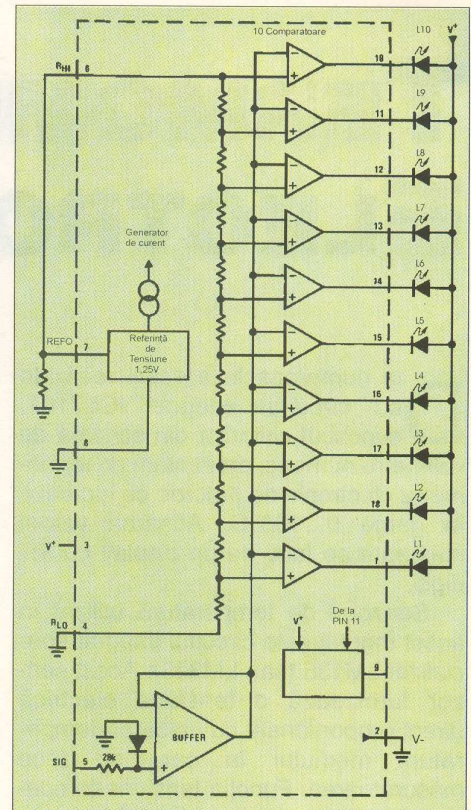 10 Comparatoare
L10
V+
RHI 6
10
L9
11
L8
12
L7
13
Generator
de curent
L6
14
L5
15
REFO 7
Referință
de
Tensiune
1,25V
L4
16
8
L3
17
L2
18
V+ 3
L1
1
RLO 4
De la
PIN 11
V+
9
BUFFER
2 V-
SIG 5
20k